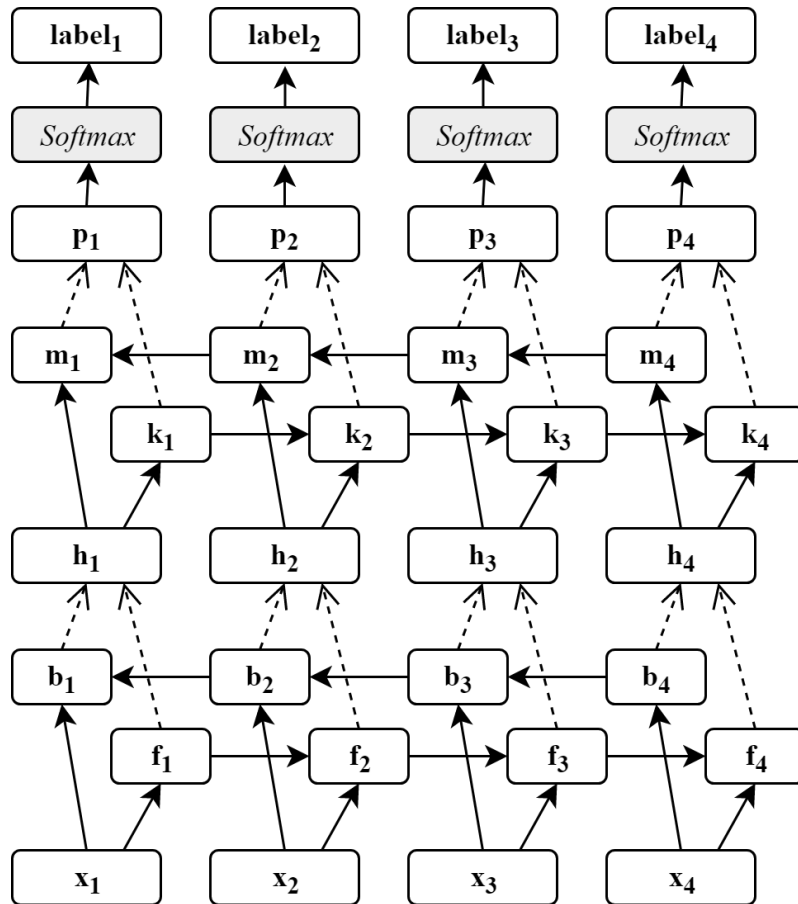 label₁ label₂ label₃ label₄
Softmax Softmax Softmax Softmax
p₁ p₂ p₃ p₄
m₁ m₂ m₃ m₄
k₁ k₂ k₃ k₄
h₁ h₂ h₃ h₄
b₁ b₂ b₃ b₄
f₁ f₂ f₃ f₄
x₁ x₂ x₃ x₄